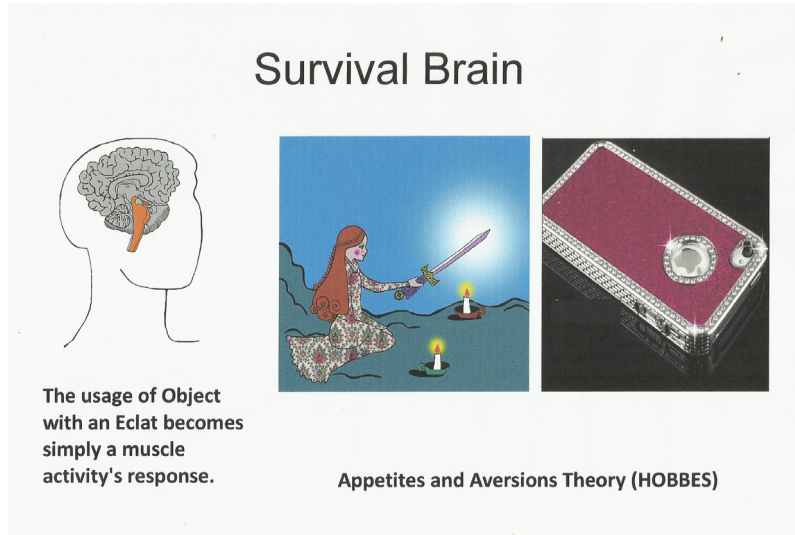 Survival Brain
The usage of Object
with an Eclat becomes
simply a muscle
activity's response.
Appetites and Aversions Theory (HOBBES)